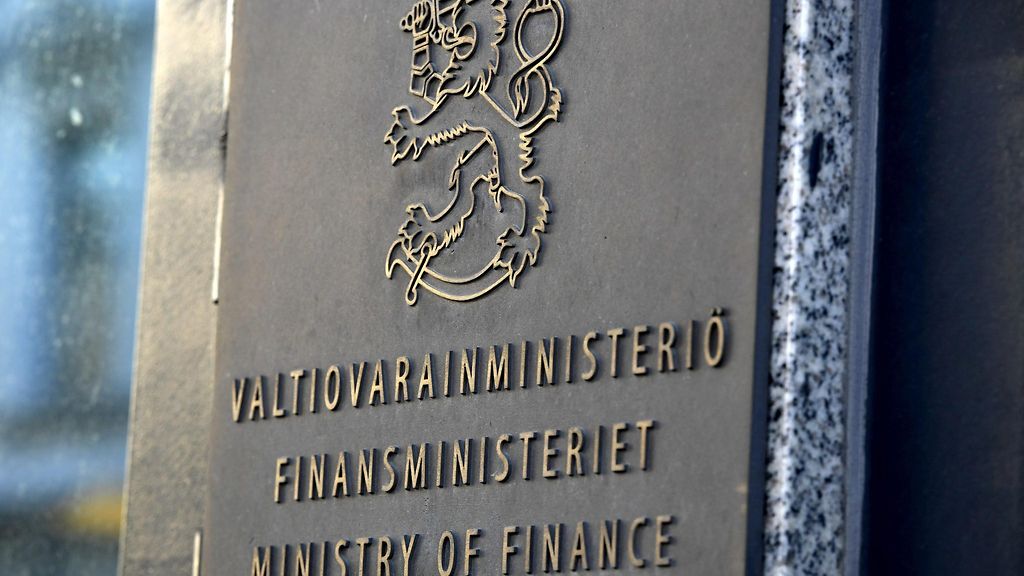 VALTIOVARAINMINISTERIÖ
FINANSMINISTERIET
MINISTRY OF FINANCE